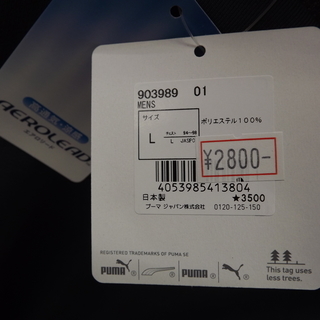 AEROLEAD
903989 01
MENS
サイズ
L
L JASPO
ポリエステル100%
¥2800-
4053985413804
日本製 ★3500
プーマ ジャパン株式会社 0120-125-150
REGISTERED TRADEMARKS OF PUMA SE
PUMA® ® PUMA® ®
This tag uses
less trees.